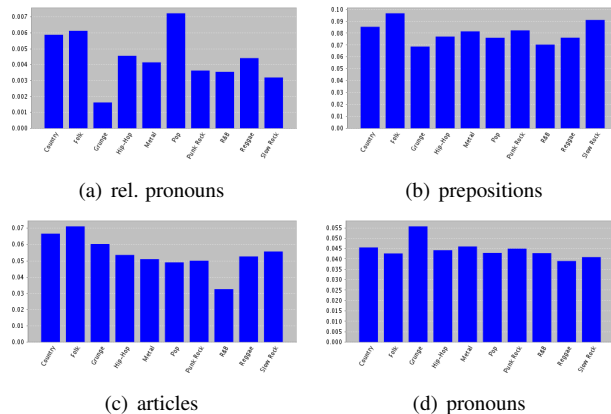 0.007
0.006
0.005
0.004
0.003
0.002
0.001
0.000
Country
Folk
Grunge
Hip-Hop
Metal
Pop
Punk Rock
R&B
Reggae
Slow Rock
(a) rel. pronouns
0.10
0.09
0.08
0.07
0.06
0.05
0.04
0.03
0.02
0.01
0.00
Country
Folk
Grunge
Hip-Hop
Metal
Pop
Punk Rock
R&B
Reggae
Slow Rock
(b) prepositions
0.07
0.06
0.05
0.04
0.03
0.02
0.01
0.00
Country
Folk
Grunge
Hip-Hop
Metal
Pop
Punk Rock
R&B
Reggae
Slow Rock
(c) articles
0.055
0.050
0.045
0.040
0.035
0.030
0.025
0.020
0.015
0.010
0.005
0.000
Country
Folk
Grunge
Hip-Hop
Metal
Pop
Punk Rock
R&B
Reggae
Slow Rock
(d) pronouns